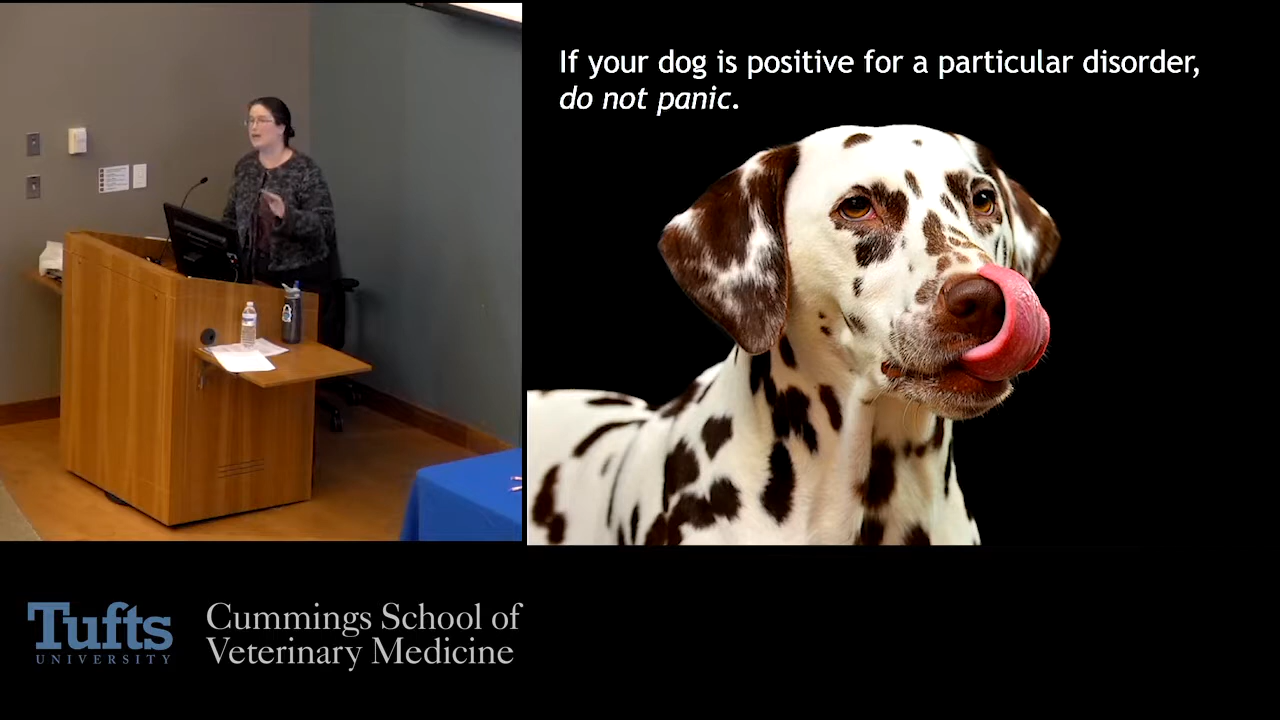 If your dog is positive for a particular disorder,
do not panic.
Tufts
UNIVERSITY
Cummings School of
Veterinary Medicine